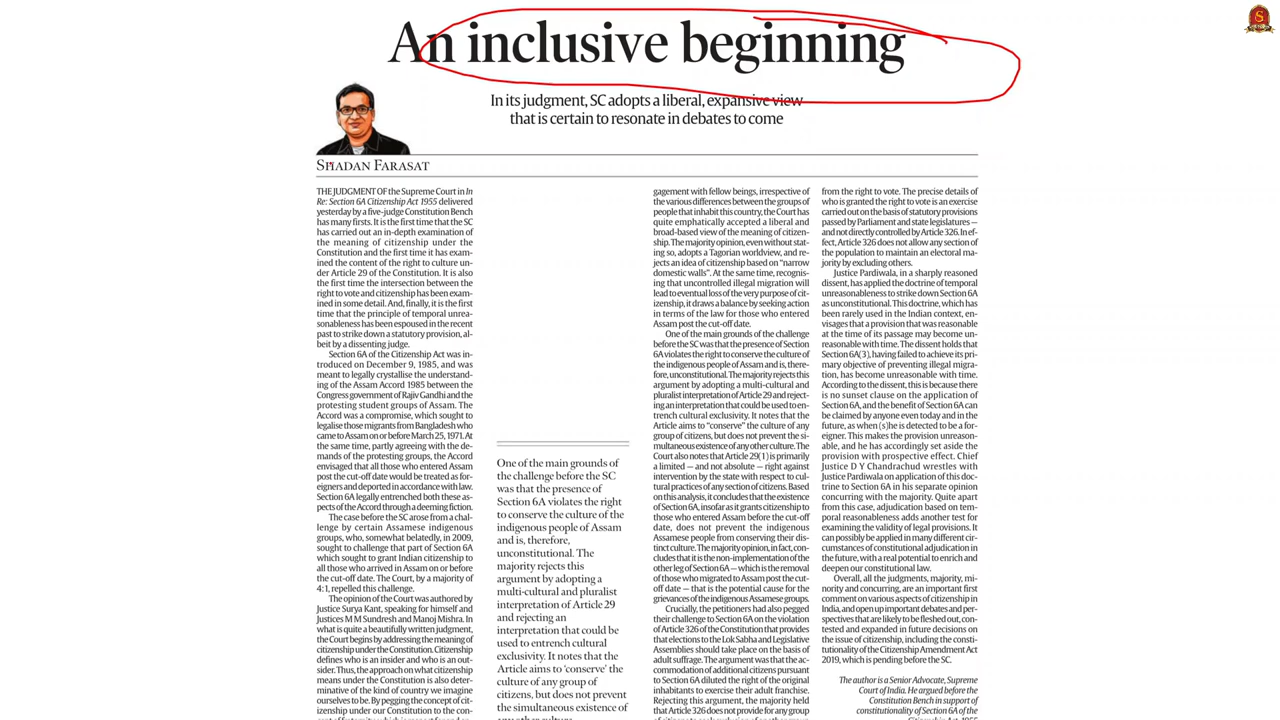 An inclusive beginning
In its judgment, SC adopts a liberal, expansive view
that is certain to resonate in debates to come
SHADAN FARASAT
THE JUDGMENT OF the Supreme Court in In
Re: Section 6A Citizenship Act 1955 delivered
yesterday by a five-judge Constitution Bench
has many firsts. It is the first time that the SC
has carried out an in-depth examination of
the meaning of citizenship under the
Constitution and the first time it has exam-
ined the content of the right to culture un-
der Article 29 of the Constitution. It is also
the first time the intersection between the
right to vote and citizenship has been exam-
ined in some detail. And, finally, it is the first
time that the principle of temporal unrea-
sonableness has been espoused in the recent
past to strike down a statutory provision, al-
beit by a dissenting judge.
Section 6A of the Citizenship Act was in-
troduced on December 9, 1985, and was
meant to legally crystallise the understand-
ing of the Assam Accord 1985 between the
Congress government of Rajiv Gandhi and the
protesting student groups of Assam. The
Accord was a compromise, which sought to
legalise those migrants from Bangladesh who
came to Assam on or before March 25, 1971. At
the same time, partly agreeing with the de-
mands of the protesting groups, the Accord
envisaged that all those who entered Assam
post the cut-off date would be treated as for-
eigners and deported in accordance with law.
Section 6A legally entrenched both these as-
pects of the Accord through a deeming fiction.
The case before the SC arose from a chal-
lenge by certain Assamese indigenous
groups, who, somewhat belatedly, in 2009,
sought to challenge that part of Section 6A
which sought to grant Indian citizenship to
all those who arrived in Assam on or before
the cut-off date. The Court, by a majority of
4:1, repelled this challenge.
The opinion of the Court was authored by
Justice Surya Kant, speaking for himself and
Justices M M Sundresh and Manoj Mishra. In
what is quite a beautifully written judgment,
the Court begins by addressing the meaning of
citizenship under the Constitution. Citizenship
defines who is an insider and who is an out-
sider. Thus, the approach on what citizenship
means under the Constitution is also deter-
minative of the kind of country we imagine
ourselves to be. By pegging the concept of cit-
izenship under our Constitution to the con-
One of the main grounds of
the challenge before the SC
was that the presence of
Section 6A violates the right
to conserve the culture of the
indigenous people of Assam
and is, therefore,
unconstitutional. The
majority rejects this
argument by adopting a
multi-cultural and pluralist
interpretation of Article 29
and rejecting an
interpretation that could be
used to entrench cultural
exclusivity. It notes that the
Article aims to 'conserve' the
culture of any group of
citizens, but does not prevent
the simultaneous existence of
any other culture.
gagement with fellow beings, irrespective of
the various differences between the groups of
people that inhabit this country, the Court has
quite emphatically accepted a liberal and
broad-based view of the meaning of citizen-
ship. The majority opinion, even without stat-
ing so, adopts a Tagorian worldview, and re-
jects an idea of citizenship based on “narrow
domestic walls”. At the same time, recognis-
ing that uncontrolled illegal migration will
lead to eventual loss of the very purpose of cit-
izenship, it draws a balance by seeking action
in terms of the law for those who entered
Assam post the cut-off date.
One of the main grounds of the challenge
before the SC was that the presence of Section
6A violates the right to conserve the culture of
the indigenous people of Assam and is, there-
fore, unconstitutional. The majority rejects this
argument by adopting a multi-cultural and
pluralist interpretation of Article 29 and reject-
ing an interpretation that could be used to en-
trench cultural exclusivity. It notes that the
Article aims to “conserve” the culture of any
group of citizens, but does not prevent the si-
multaneous existence of any other culture. The
Court also notes that Article 29(1) is primarily
a limited — and not absolute — right against
intervention by the state with respect to cul-
tural practices of any section of citizens. Based
on this analysis, it concludes that the existence
of Section 6A, insofar as it grants citizenship to
those who entered Assam before the cut-off
date, does not prevent the indigenous
Assamese people from conserving their dis-
tinct culture. The majority opinion, in fact, con-
cludes that it is the non-implementation of the
other leg of Section 6A — which is the removal
of those who migrated to Assam post the cut-
off date — that is the potential cause for the
grievances of the indigenous Assamese groups.
Crucially, the petitioners had also pegged
their challenge to Section 6A on the violation
of Article 326 of the Constitution that provides
that elections to the Lok Sabha and Legislative
Assemblies should take place on the basis of
adult suffrage. The argument was that the ac-
commodation of additional citizens pursuant
to Section 6A diluted the right of the original
inhabitants to exercise their adult franchise.
Rejecting this argument, the majority held
that Article 326 does not provide for any group
from the right to vote. The precise details of
who is granted the right to vote is an exercise
carried out on the basis of statutory provisions
passed by Parliament and state legislatures —
and not directly controlled by Article 326. In ef-
fect, Article 326 does not allow any section of
the population to maintain an electoral ma-
jority by excluding others.
Justice Pardiwala, in a sharply reasoned
dissent, has applied the doctrine of temporal
unreasonableness to strike down Section 6A
as unconstitutional. This doctrine, which has
been rarely used in the Indian context, en-
visages that a provision that was reasonable
at the time of its passage may become un-
reasonable with time. The dissent holds that
Section 6A(3), having failed to achieve its pri-
mary objective of preventing illegal migra-
tion, has become unreasonable with time.
According to the dissent, this is because there
is no sunset clause on the application of
Section 6A, and the benefit of Section 6A can
be claimed by anyone even today and in the
future, as when (s)he is detected to be a for-
eigner. This makes the provision unreason-
able, and he has accordingly set aside the
provision with prospective effect. Chief
Justice D Y Chandrachud wrestles with
Justice Pardiwala on application of this doc-
trine to Section 6A in his separate opinion
concurring with the majority. Quite apart
from this case, adjudication based on tem-
poral reasonableness adds another test for
examining the validity of legal provisions. It
can possibly be applied in many different cir-
cumstances of constitutional adjudication in
the future, with a real potential to enrich and
deepen our constitutional law.
Overall, all the judgments, majority, mi-
nority and concurring, are an important first
comment on various aspects of citizenship in
India, and open up important debates and per-
spectives that are likely to be fleshed out, con-
tested and expanded in future decisions on
the issue of citizenship, including the consti-
tutionality of the Citizenship Amendment Act
2019, which is pending before the SC.
The author is a Senior Advocate, Supreme
Court of India. He argued before the
Constitution Bench in support of
constitutionality of Section 6A of the